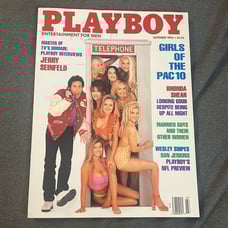 PLAYBOY
ENTERTAINMENT FOR MEN
MASTER OF
TV'S HUMOR:
PLAYBOY INTERVIEWS
JERRY
SEINFELD
TELEPHONE
GIRLS
OF THE
PAC 10
RHONDA
SHEAR
LOOKING GOOD
DESPITE BEING
UP ALL NIGHT
MARRIED GUYS
AND THEIR
OTHER WOMEN
WESLEY SNIPES
DAN JENKINS
PLAYBOY'S
NFL PREVIEW